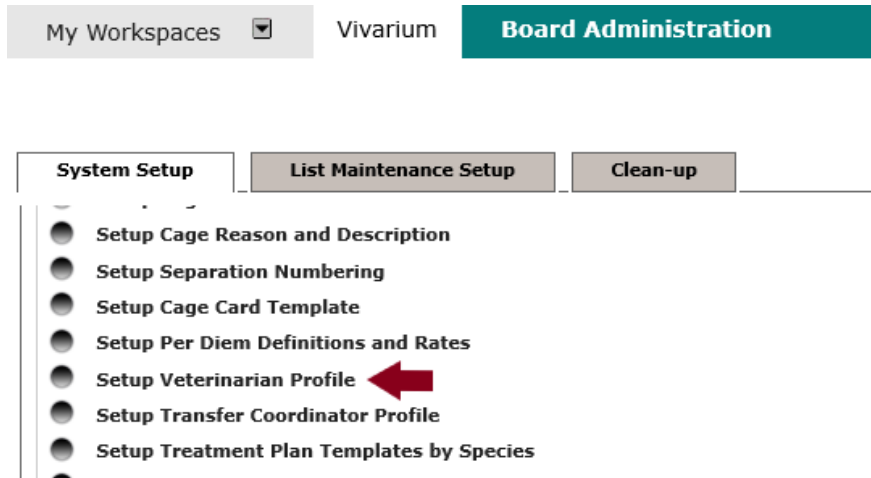 My Workspaces Vivarium Board Administration
System Setup List Maintenance Setup Clean-up
Setup Cage Reason and Description
Setup Separation Numbering
Setup Cage Card Template
Setup Per Diem Definitions and Rates
Setup Veterinarian Profile
Setup Transfer Coordinator Profile
Setup Treatment Plan Templates by Species